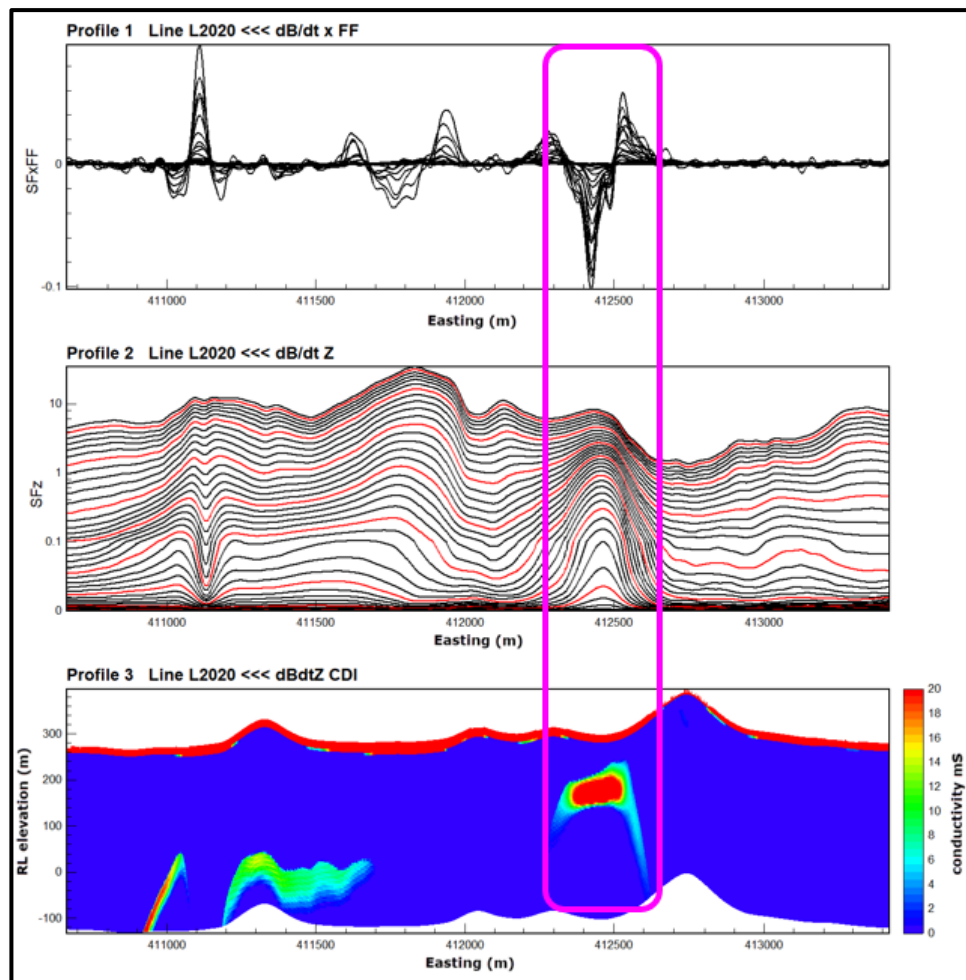 Profile 1 Line L2020 <<< dB/dt x FF
SFxFF
0
-0.1
411000 411500 412000 412500 413000
Easting (m)
Profile 2 Line L2020 <<< dB/dt Z
SFz
10
1
0.1
0
411000 411500 412000 412500 413000
Easting (m)
Profile 3 Line L2020 <<< dBdtZ CDI
RL elevation (m)
300
200
100
0
-100
411000 411500 412000 412500 413000
Easting (m)
20
18
16
14
12
10
8
6
4
2
0
conductivity mS